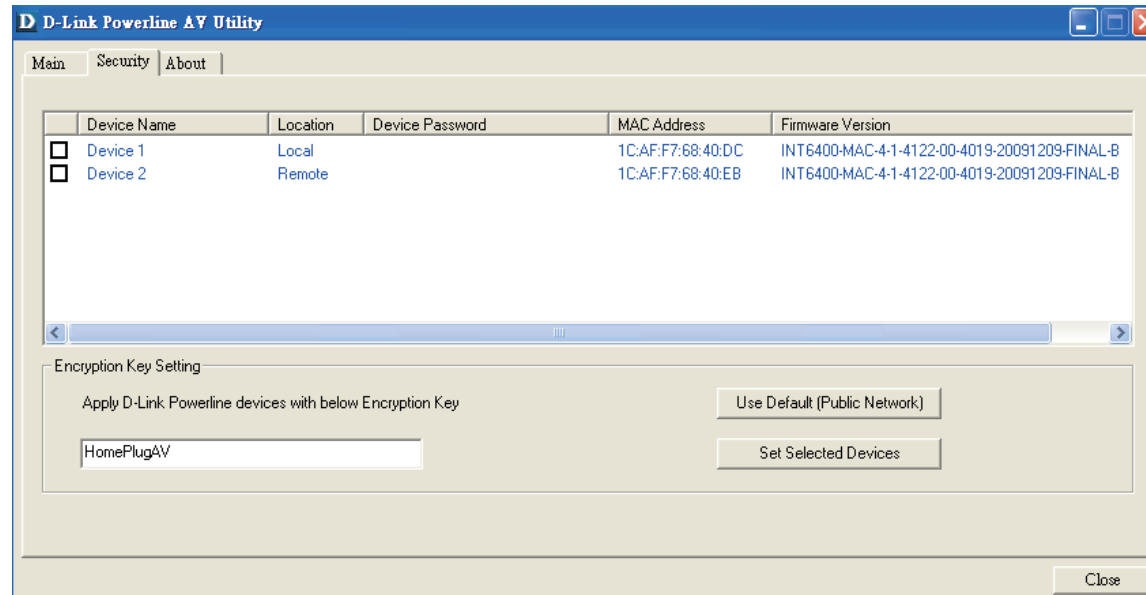 D D-Link Powerline AV Utility
Main Security About
Device Name Location Device Password MAC Address Firmware Version
Device 1 Local 1C:AF:F7:68:40:DC INT6400-MAC-4-1-4122-00-4019-20091209-FINAL-B
Device 2 Remote 1C:AF:F7:68:40:EB INT6400-MAC-4-1-4122-00-4019-20091209-FINAL-B
Encryption Key Setting
Apply D-Link Powerline devices with below Encryption Key Use Default (Public Network)
HomePlugAV Set Selected Devices
Close